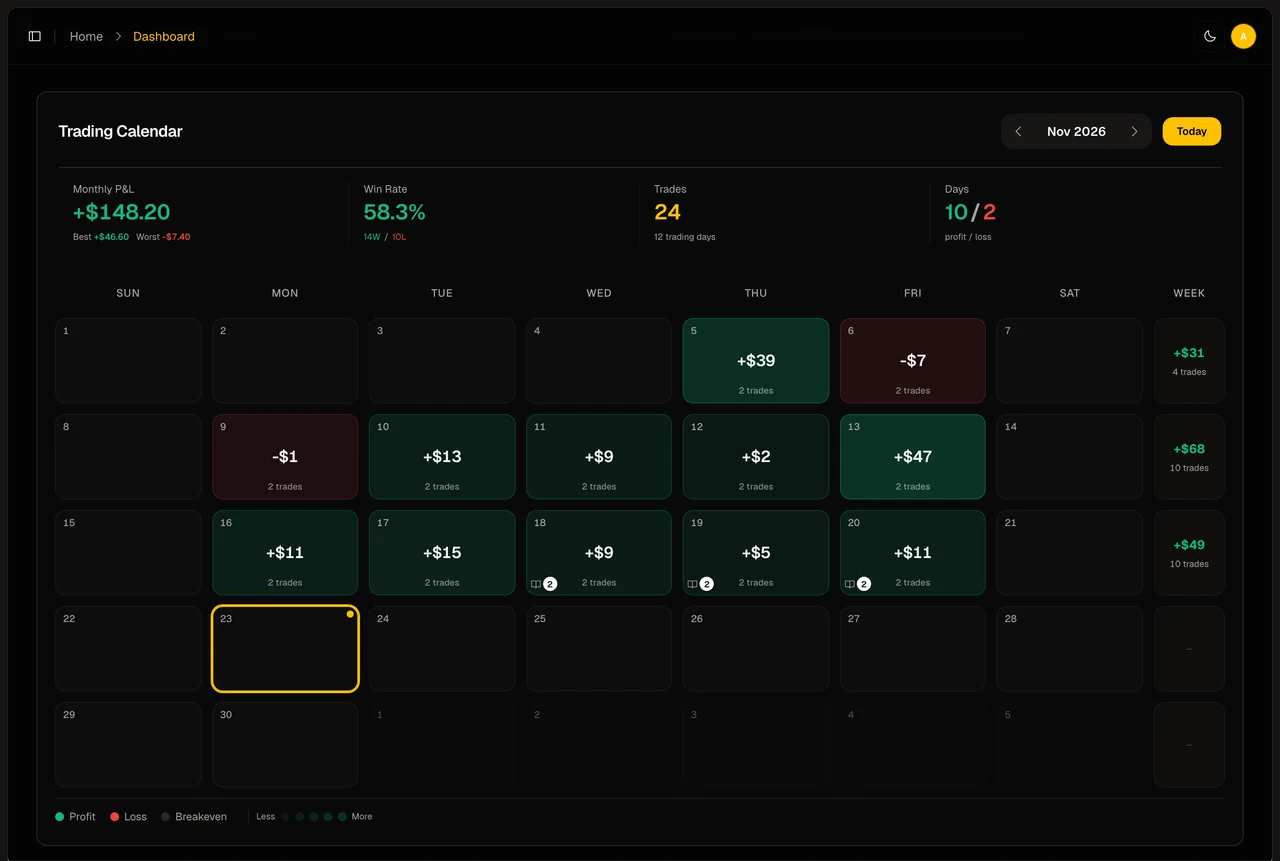 Home > Dashboard
A
Trading Calendar
Nov 2026
Today
Monthly P&L
+$148.20
Best +$46.60 Worst -$7.40
Win Rate
58.3%
14W / 10L
Trades
24
12 trading days
Days
10/2
profit / loss
SUN MON TUE WED THU FRI SAT WEEK
1 2 3 4 5 6 7
+$39 -$7 +$31
2 trades 2 trades 4 trades
8 9 10 11 12 13 14
-$1 +$13 +$9 +$2 +$47 +$68
2 trades 2 trades 2 trades 2 trades 2 trades 10 trades
15 16 17 18 19 20 21
+$11 +$15 +$9 +$5 +$11 +$49
2 trades 2 trades 2 2 trades 2 2 trades 2 2 trades 10 trades
22 23 24 25 26 27 28
–
29 30 1 2 3 4 5
–
Profit Loss Breakeven Less More